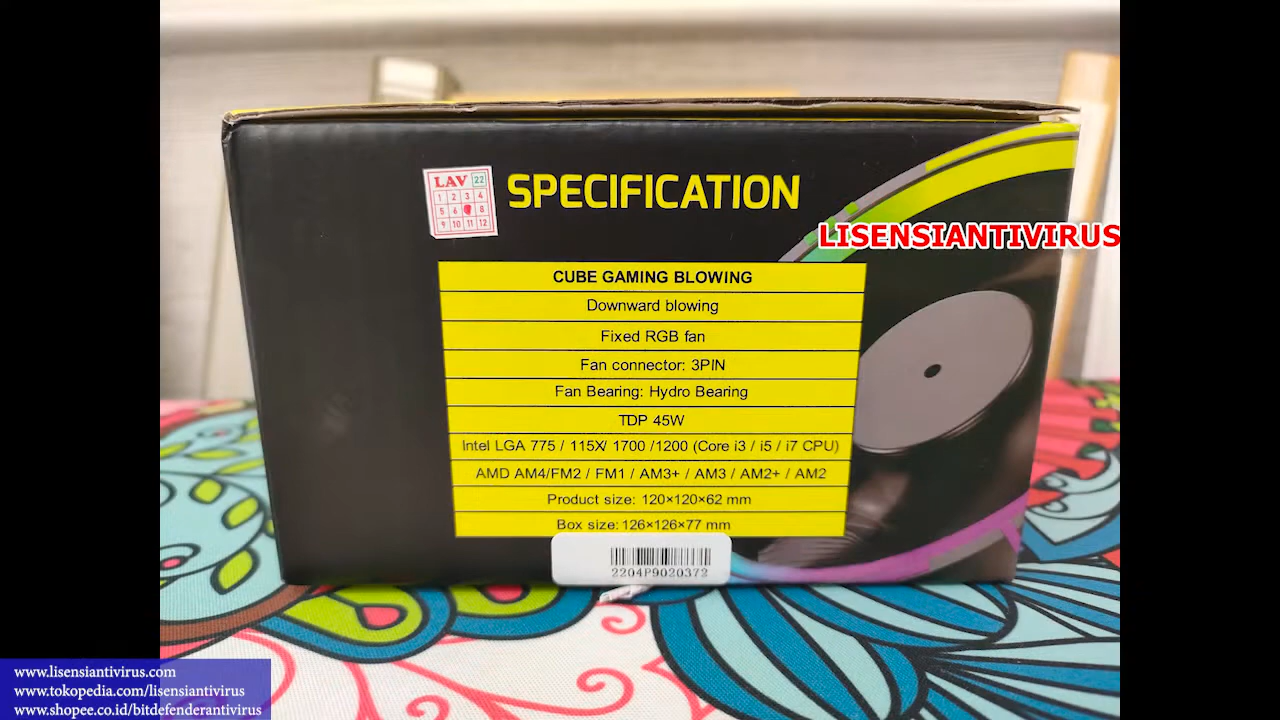 LAV 22
1 2 3 4
5 6 8
9 10 11 12
SPECIFICATION
LISENSIANTIVIRUS
CUBE GAMING BLOWING
Downward blowing
Fixed RGB fan
Fan connector: 3PIN
Fan Bearing: Hydro Bearing
TDP 45W
Intel LGA 775 / 115X/ 1700 /1200 (Core i3 / i5 / i7 CPU)
AMD AM4/FM2 / FM1 / AM3+ / AM3 / AM2+ / AM2
Product size: 120×120×62 mm
Box size: 126×126×77 mm
2204P9020372
www.lisensiantivirus.com
www.tokopedia.com/lisensiantivirus
www.shopee.co.id/bitdefenderantivirus